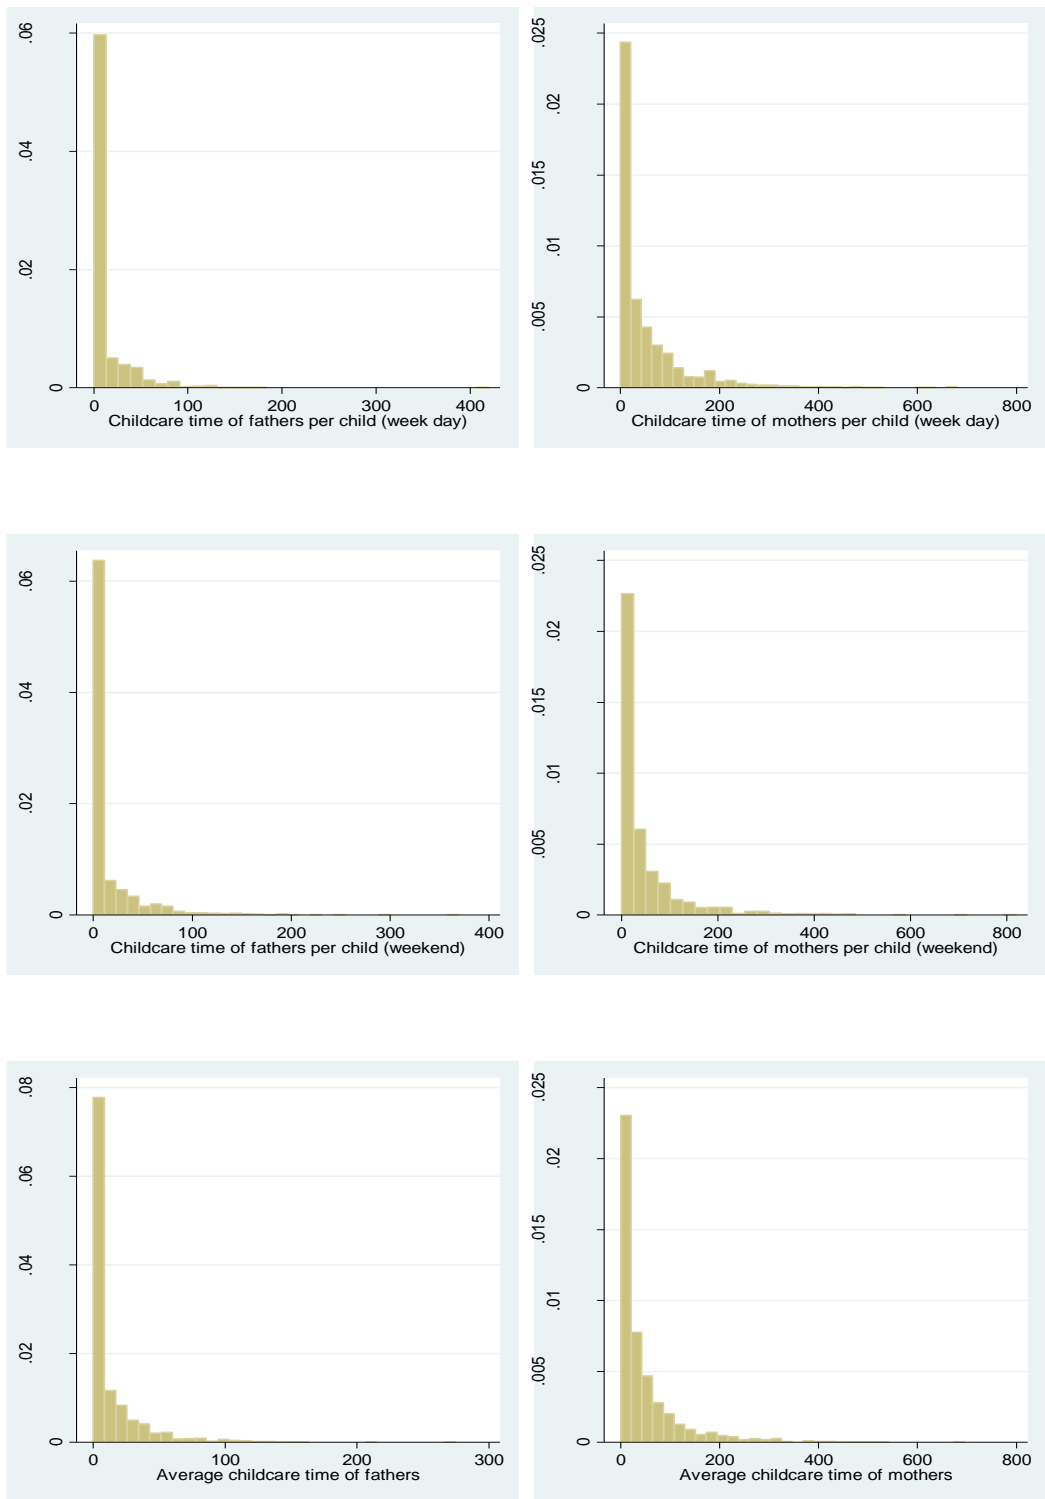 .06
.04
.02
0
0 100 200 300 400
Childcare time of fathers per child (week day)
.025
.02
.015
.01
.005
0
0 200 400 600 800
Childcare time of mothers per child (week day)
.06
.04
.02
0
0 100 200 300 400
Childcare time of fathers per child (weekend)
.025
.02
.015
.01
.005
0
0 200 400 600 800
Childcare time of mothers per child (weekend)
.08
.06
.04
.02
0
0 100 200 300
Average childcare time of fathers
.025
.02
.015
.01
.005
0
0 200 400 600 800
Average childcare time of mothers